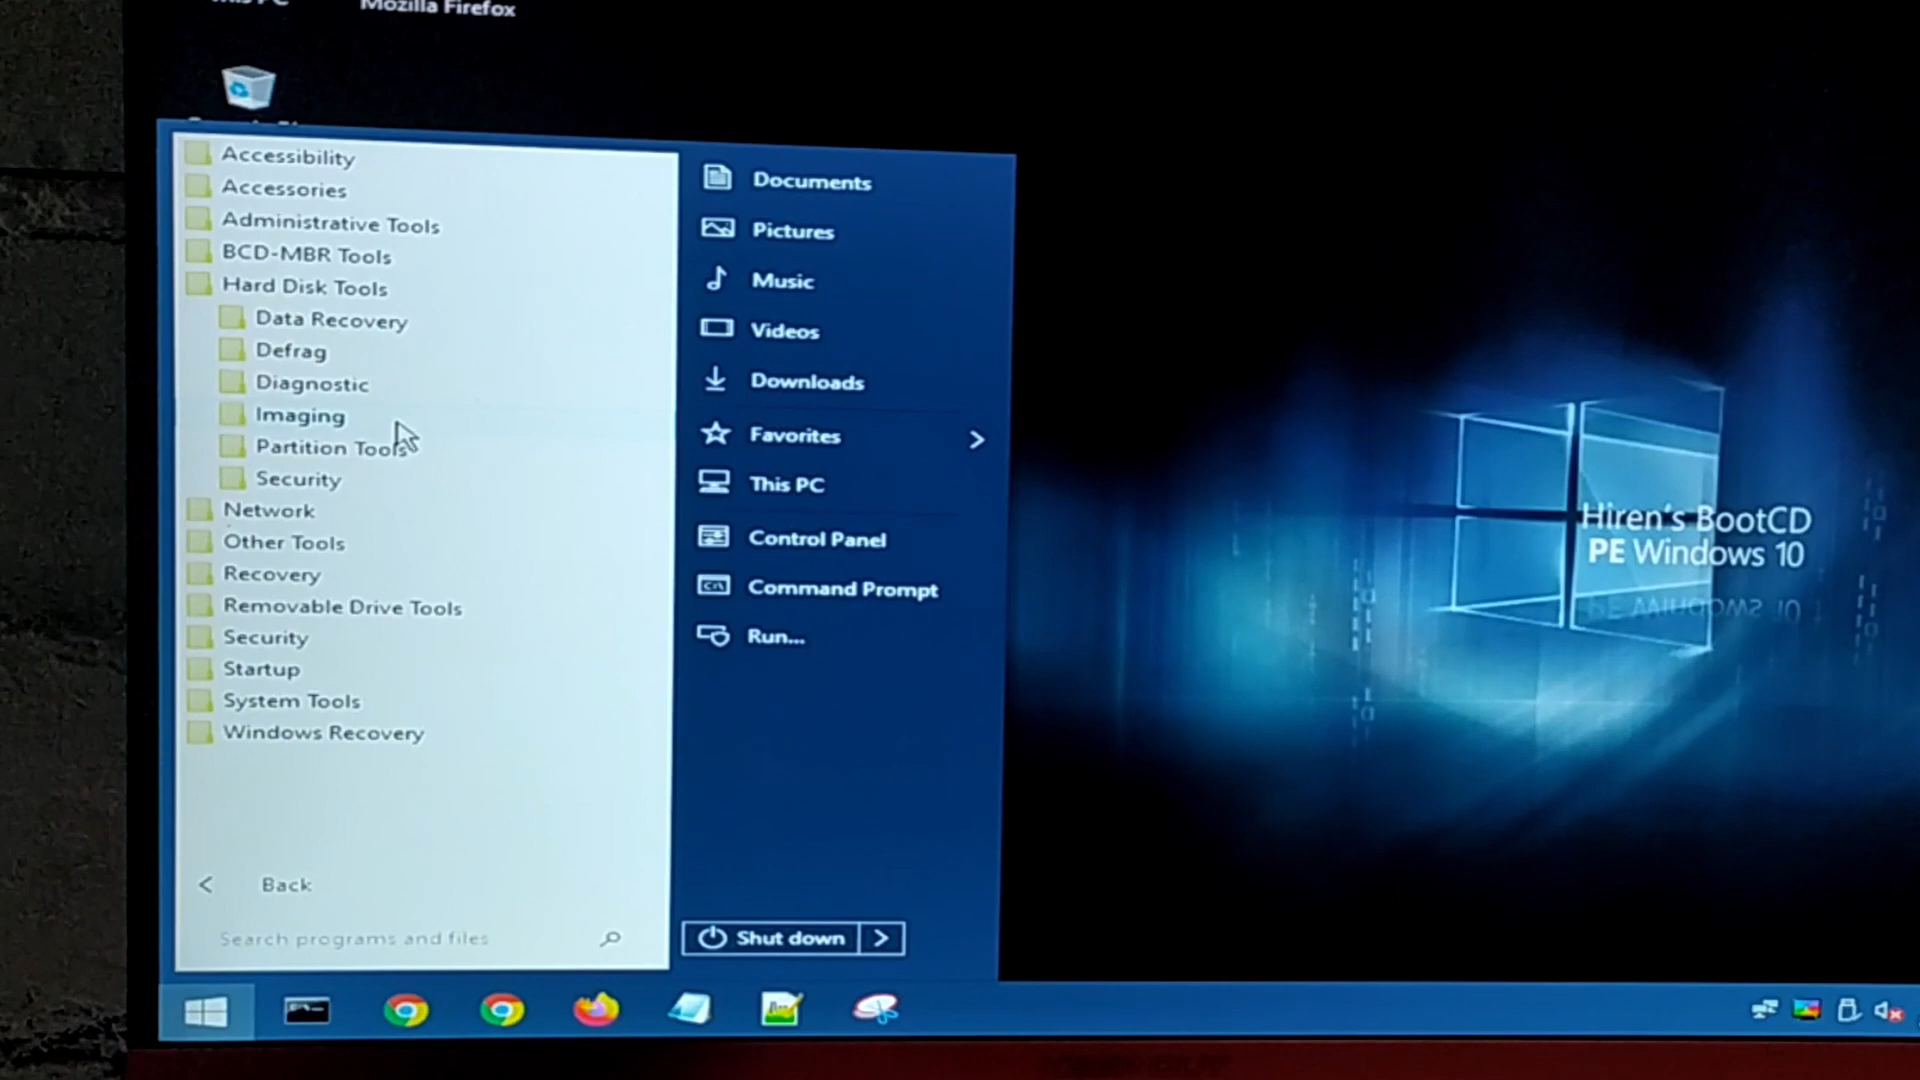 Mozilla Firefox
Accessibility
Accessories
Administrative Tools
BCD-MBR Tools
Hard Disk Tools
Data Recovery
Defrag
Diagnostic
Imaging
Partition Tools
Security
Network
Other Tools
Recovery
Removable Drive Tools
Security
Startup
System Tools
Windows Recovery
Back
Search programs and files
Documents
Pictures
Music
Videos
Downloads
Favorites
This PC
Control Panel
Command Prompt
Run...
Shut down
Hiren's BootCD
PE Windows 10